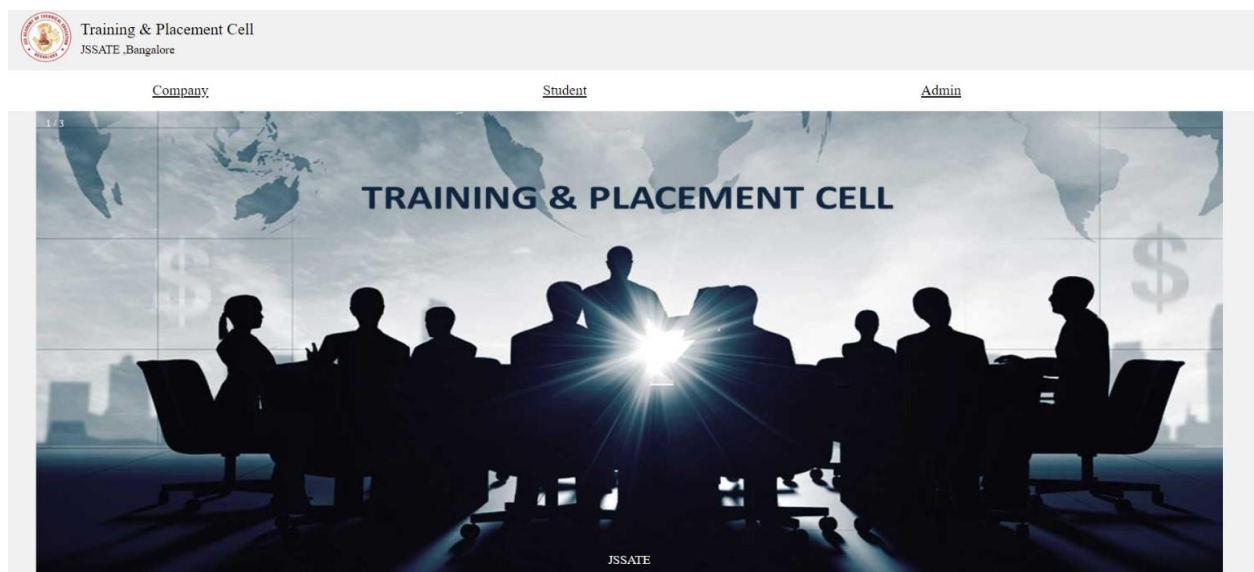 Training & Placement Cell
JSSATE ,Bangalore
Company Student Admin
1 / 3
TRAINING & PLACEMENT CELL
$ $
JSSATE